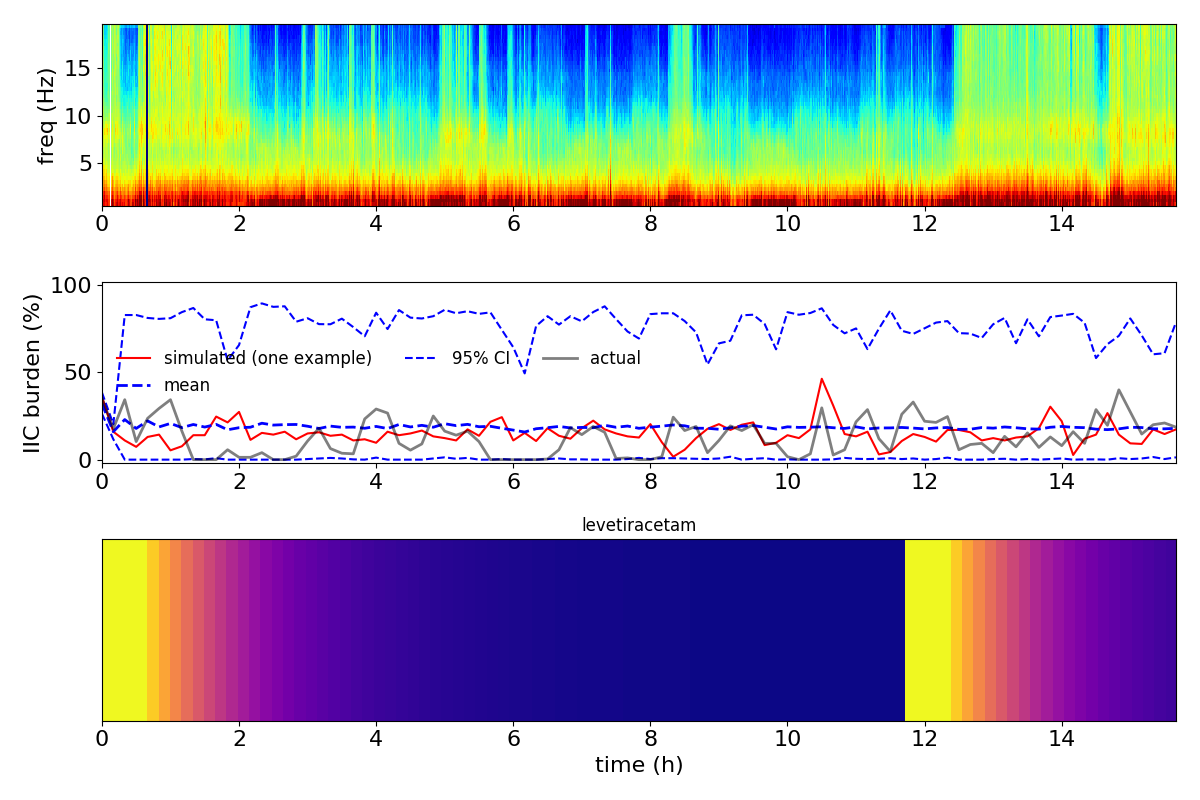 freq (Hz)
15
10
5
0 2 4 6 8 10 12 14
IIC burden (%)
100
50
0
simulated (one example) 95% CI actual
mean
0 2 4 6 8 10 12 14
levetiracetam
0 2 4 6 8 10 12 14
time (h)